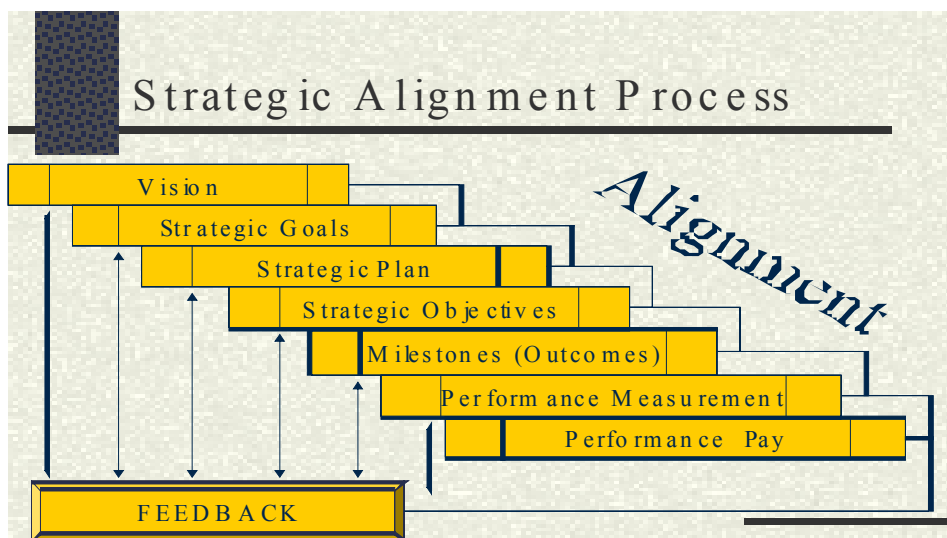 Strategic Alignment Process
Vision
Alignment
Strategic Goals
Strategic Plan
Strategic Objectives
Milestones (Outcomes)
Performance Measurement
Performance Pay
FEEDBACK